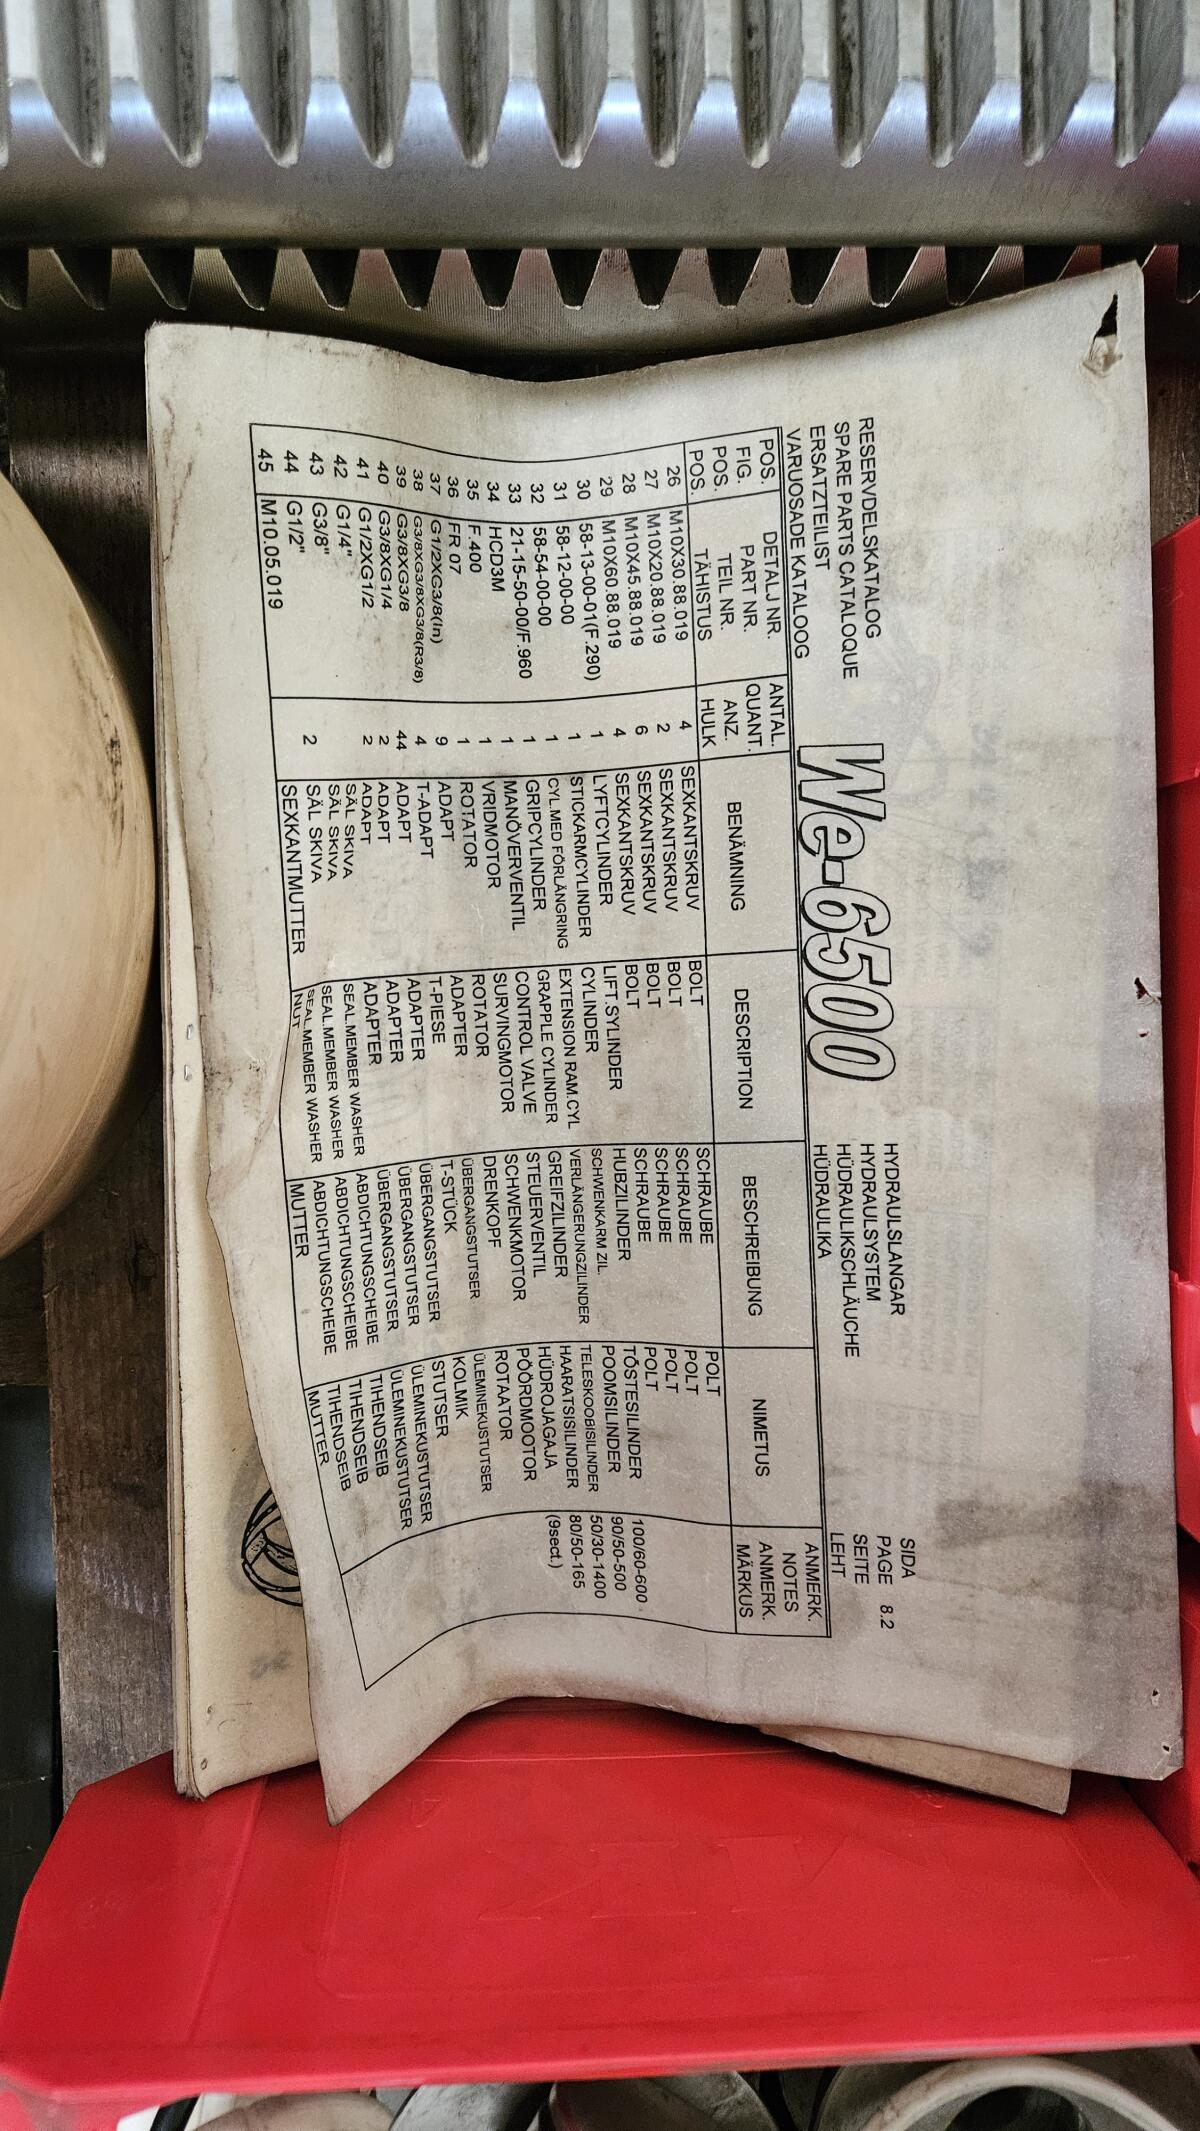 RESERVDELSKATALOG
SPARE PARTS CATALOQUE
ERSATZTEILIST
VARUOSADE KATALOOG
We-6500
HYDRAULSLANGAR
HYDRAULSYSTEM
HÜDRAULIKSCHLÄUCHE
HÜDRAULIKA
SIDA
PAGE 8.2
SEITE
LEHT
POS. DETALJ NR. ANTAL. BENÄMNING DESCRIPTION BESCHREIBUNG NIMETUS ANMERK.
FIG. PART NR. QUANT. NOTES
POS. TEIL NR. ANZ. ANMERK.
POS. TÄHISTUS HULK MÄRKUS
26 M10X30.88.019 4 SEXKANTSKRUV BOLT SCHRAUBE POLT
27 M10X20.88.019 2 SEXKANTSKRUV BOLT SCHRAUBE POLT
28 M10X45.88.019 6 SEXKANTSKRUV BOLT SCHRAUBE POLT
29 M10X60.88.019 4 SEXKANTSKRUV BOLT SCHRAUBE POLT
30 58-13-00-01(F.290) 1 LYFTCYLINDER LIFT.SYLINDER HUBZILINDER TÕSTESILINDER 100/60-600
31 58-12-00-00 1 STICKARMCYLINDER CYLINDER SCHWENKARM ZIL. POOMSILINDER 90/50-500
32 58-54-00-00 1 CYL.MED FÖRLÄNGRING EXTENSION RAM.CYL VERLÄNGERUNGZILINDER TELESKOOBISILINDER 50/30-1400
33 21-15-50-00/F.960 1 GRIPCYLINDER GRAPPLE CYLINDER GREIFZILINDER HAARATSISILINDER 80/50-165
34 HCD3M 1 MANÖVERVENTIL CONTROL VALVE STEUERVENTIL HÜDROJAGAJA (9sect.)
35 F.400 1 VRIDMOTOR SURVINGMOTOR SCHWENKMOTOR PÖÖRDMOOTOR
36 FR 07 1 ROTATOR ROTATOR DRENKOPF ROTAATOR
37 G1/2XG3/8(In) 9 ADAPT ADAPTER ÜBERGANGSTUTSER ÜLEMINEKUSTUTSER
38 G3/8XG3/8XG3/8(R3/8) 4 T-ADAPT T-PIESE T-STÜCK KOLMIK
39 G3/8XG3/8 44 ADAPT ADAPTER ÜBERGANGSTUTSER STUTSER
40 G3/8XG1/4 2 ADAPT ADAPTER ÜBERGANGSTUTSER ÜLEMINEKUSTUTSER
41 G1/2XG1/2 2 ADAPT ADAPTER ÜBERGANGSTUTSER ÜLEMINEKUSTUTSER
42 G1/4" SÄL SKIVA SEAL.MEMBER WASHER ABDICHTUNGSCHEIBE TIHENDSEIB
43 G3/8" SÄL SKIVA SEAL.MEMBER WASHER ABDICHTUNGSCHEIBE TIHENDSEIB
44 G1/2" 2 SÄL SKIVA SEAL.MEMBER WASHER ABDICHTUNGSCHEIBE TIHENDSEIB
45 M10.05.019 SEXKANTMUTTER NUT MUTTER MUTTER